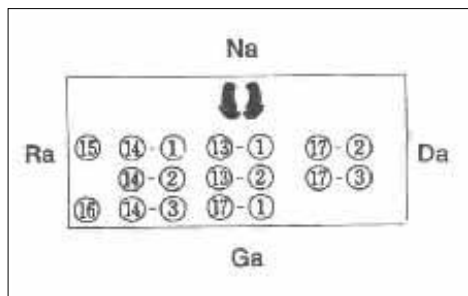 Na
⑮ ⑭-① ⑬-① ⑰-②
Ra Da
⑭-② ⑬-② ⑰-③
⑯ ⑭-③ ⑰-①
Ga